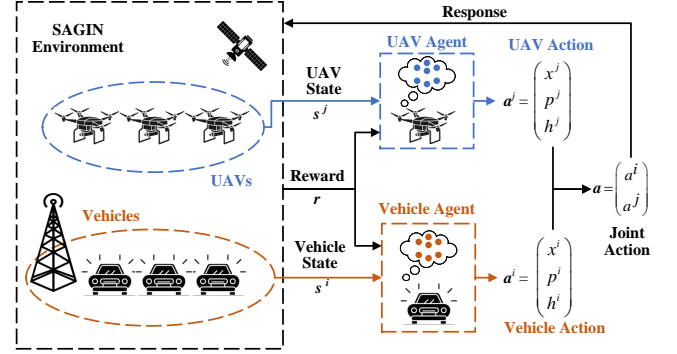 SAGIN
Environment
UAVs
Vehicles
Response
UAV
State
s^j
Reward
r
Vehicle
State
s^i
UAV Agent
Vehicle Agent
UAV Action
a^j = (x^j
p^j
h^j)
a^i = (x^i
p^i
h^i)
Vehicle Action
a = (a^i
a^j)
Joint
Action